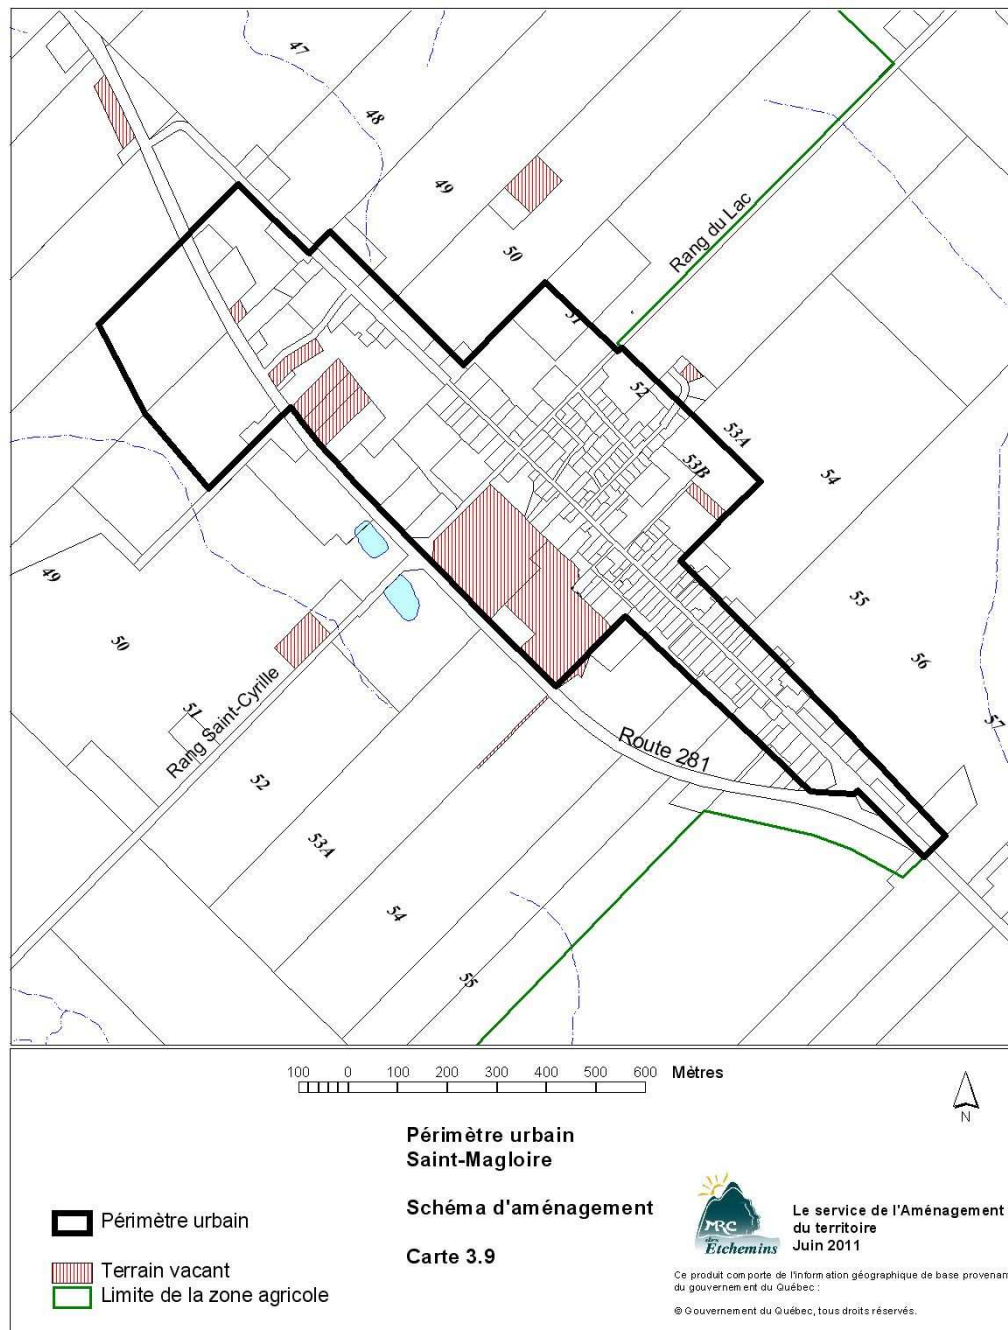 47
48
49
50
Rang du Lac
51
52
53A
53B
54
55
56
57
49
50
51
Rang Saint-Cyrille
52
53A
54
55
Route 281
100 0 100 200 300 400 500 600 Mètres
N
Périmètre urbain
Saint-Magloire
Schéma d'aménagement
Carte 3.9
Périmètre urbain
Terrain vacant
Limite de la zone agricole
MRC
des
Etchemins
Le service de l'Aménagement
du territoire
Juin 2011
Ce produit comporte de l'information géographique de base provenan
du gouvernement du Québec :
© Gouvernement du Québec, tous droits réservés.